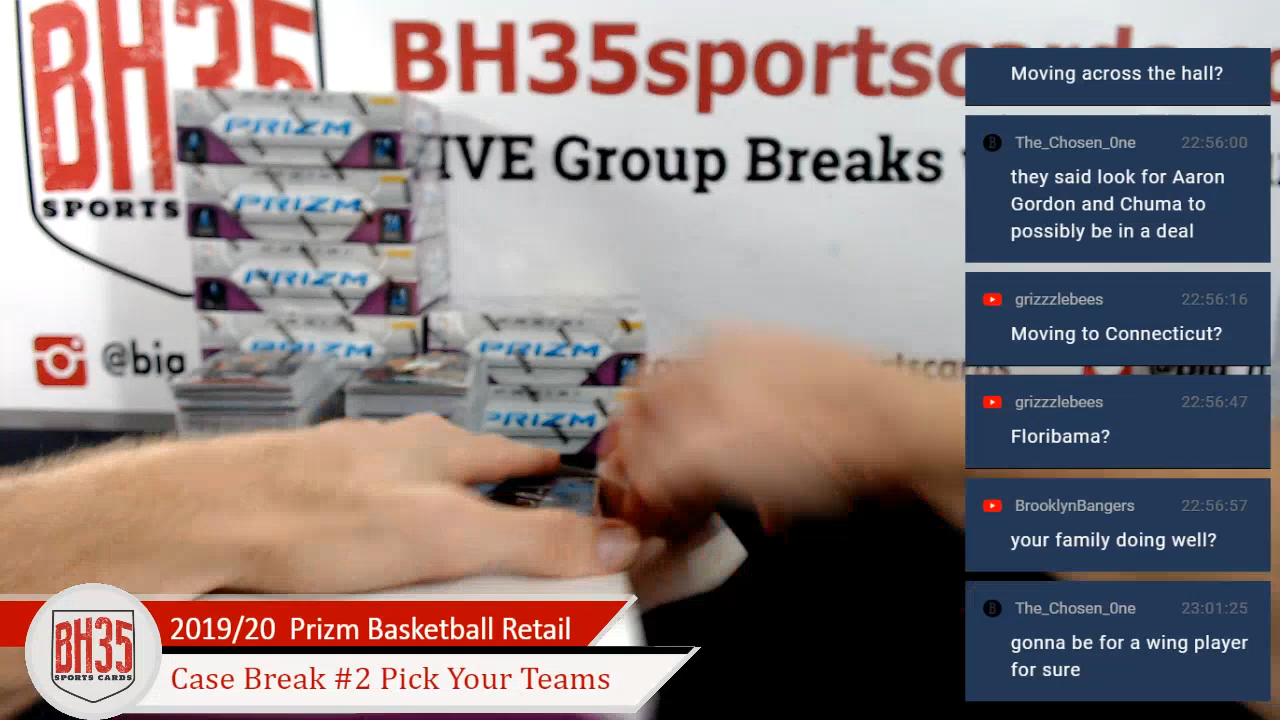 BH35
SPORTS
BH35sportscards.c
LIVE Group Breaks
PRIZM
PRIZM
PRIZM
PRIZM
PRIZM
PRIZM
@big
rtscards
Moving across the hall?
The_Chosen_0ne 22:56:00
they said look for Aaron
Gordon and Chuma to
possibly be in a deal
grizzzlebees 22:56:16
Moving to Connecticut?
grizzzlebees 22:56:47
Floribama?
BrooklynBangers 22:56:57
your family doing well?
The_Chosen_0ne 23:01:25
gonna be for a wing player
for sure
BH35
SPORTS CARDS
2019/20 Prizm Basketball Retail
Case Break #2 Pick Your Teams